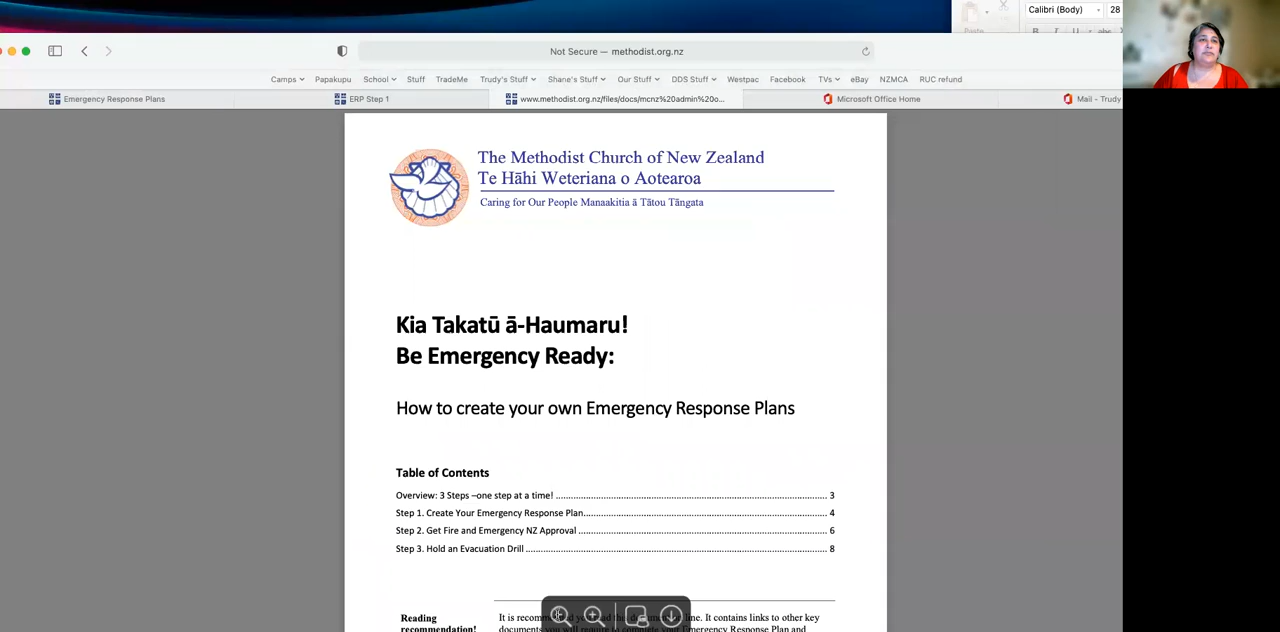 Calibri (Body)
28
Paste
B I U abc
Not Secure — methodist.org.nz
Camps Papakupu School Stuff TradeMe Trudy's Stuff Shane's Stuff Our Stuff DDS Stuff Westpac Facebook TVs eBay NZMCA RUC refund
Emergency Response Plans
ERP Step 1
www.methodist.org.nz/files/docs/mcnz%20admin%20o...
Microsoft Office Home
Mail - Trudy
The Methodist Church of New Zealand
Te Hāhi Weteriana o Aotearoa
Caring for Our People Manaakitia ā Tātou Tāngata
Kia Takatū ā-Haumaru!
Be Emergency Ready:
How to create your own Emergency Response Plans
Table of Contents
Overview: 3 Steps –one step at a time! 3
Step 1. Create Your Emergency Response Plan 4
Step 2. Get Fire and Emergency NZ Approval 6
Step 3. Hold an Evacuation Drill 8
Reading
recommendation!
It is line. It contains links to other key
documents Emergency Response Plan and